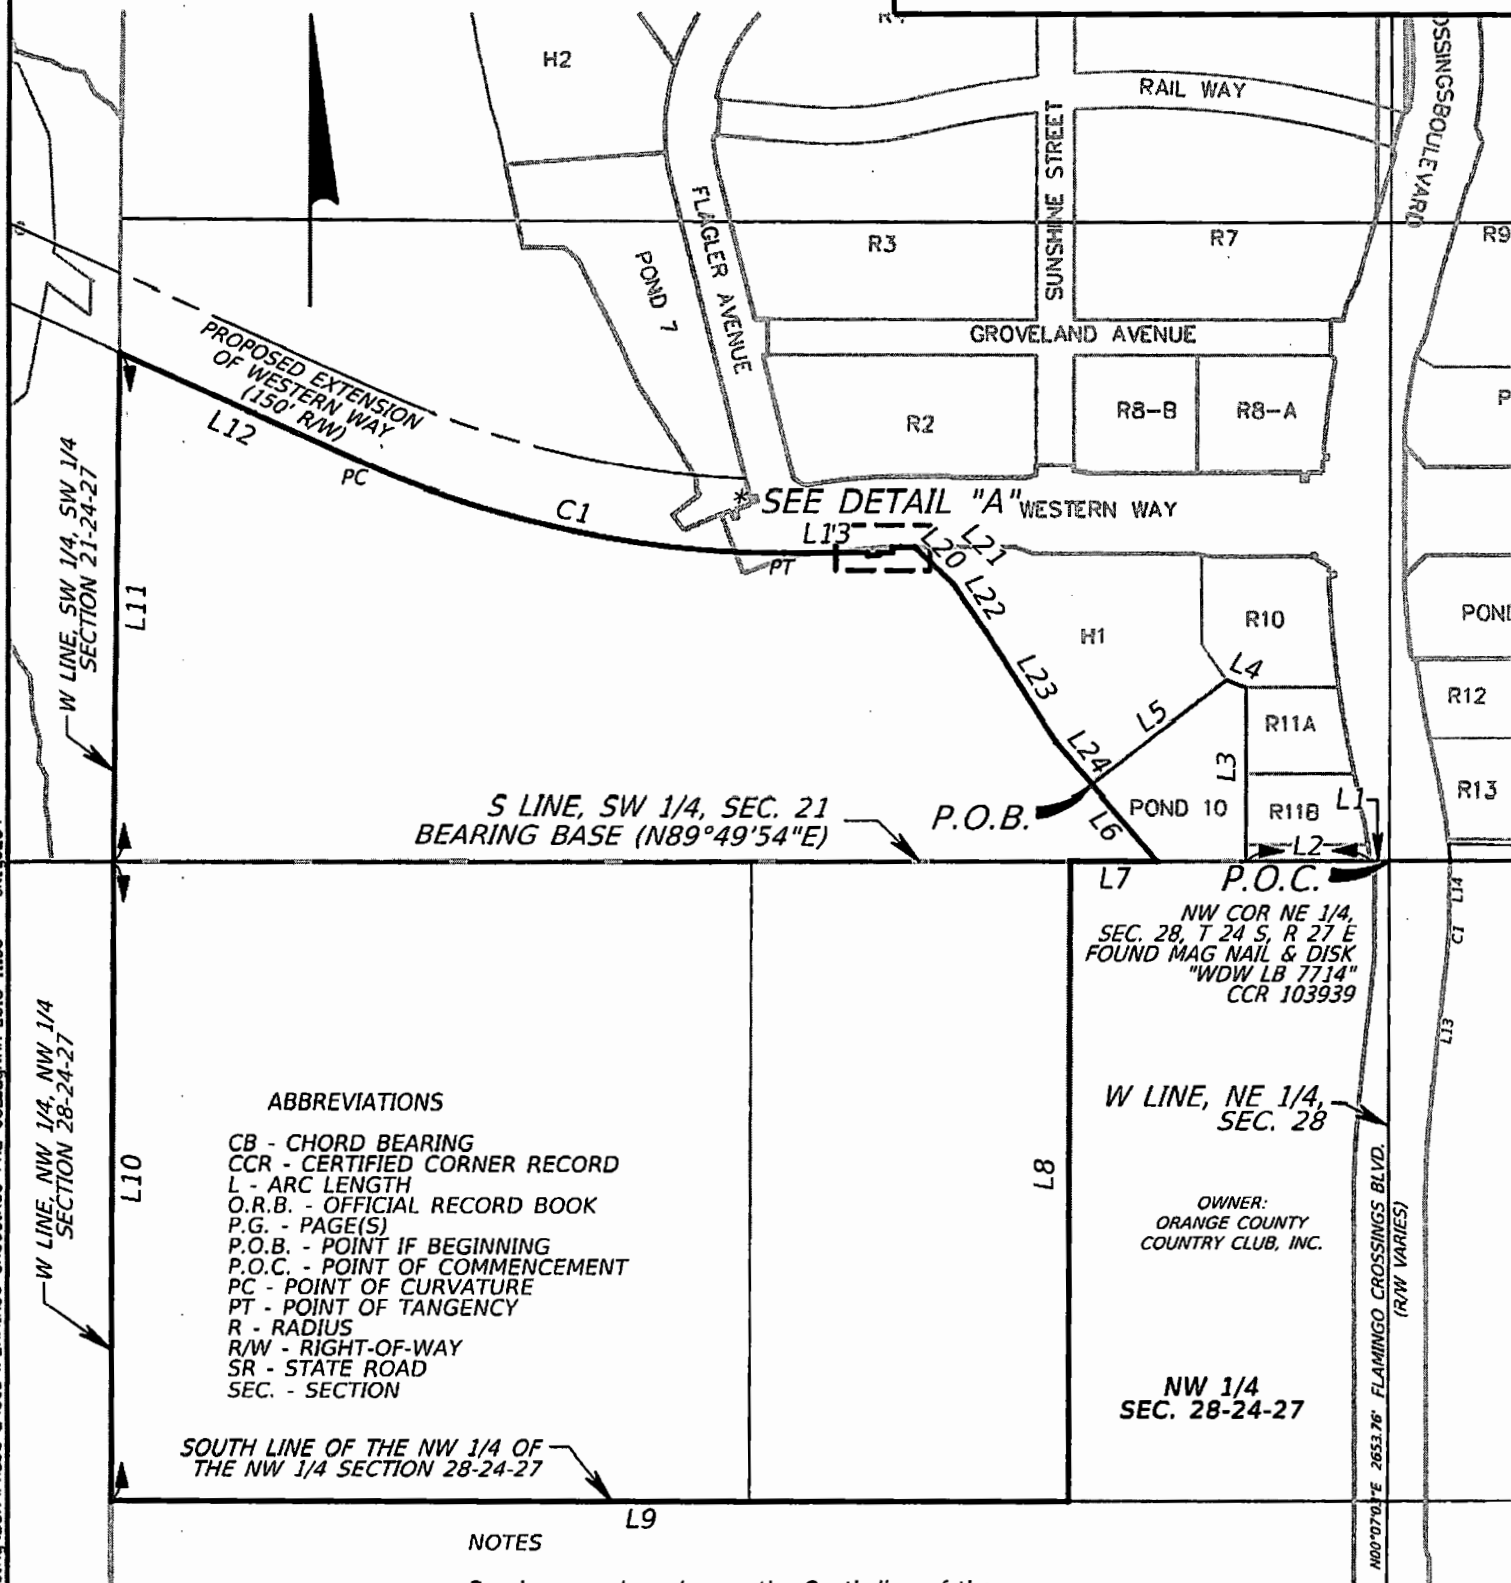 H2
RAIL WAY
SUNSHINE STREET
FLAGLER AVENUE
R3
R7
R9
POND 7
GROVELAND AVENUE
PROPOSED EXTENSION
OF WESTERN WAY
(150' R/W)
L12
PC
C1
R2
R8-B
R8-A
* SEE DETAIL "A"
WESTERN WAY
L13
PT
L20
L21
L22
L23
L24
W LINE, SW 1/4, SW 1/4
SECTION 21-24-27
L11
H1
R10
L4
L5
L3
R11A
R11B
R12
R13
POND 10
L1
L2
L6
L7
P.O.B.
S LINE, SW 1/4, SEC. 21
BEARING BASE (N89°49'54"E)
P.O.C.
NW COR NE 1/4,
SEC. 28, T 24 S, R 27 E
FOUND MAG NAIL & DISK
"WDW LB 7714"
CCR 103939
L14
C1
L13
W LINE, NE 1/4,
SEC. 28
W LINE, NW 1/4, NW 1/4
SECTION 28-24-27
L10
L8
ABBREVIATIONS
CB - CHORD BEARING
CCR - CERTIFIED CORNER RECORD
L - ARC LENGTH
O.R.B. - OFFICIAL RECORD BOOK
P.G. - PAGE(S)
P.O.B. - POINT IF BEGINNING
P.O.C. - POINT OF COMMENCEMENT
PC - POINT OF CURVATURE
PT - POINT OF TANGENCY
R - RADIUS
R/W - RIGHT-OF-WAY
SR - STATE ROAD
SEC. - SECTION
OWNER:
ORANGE COUNTY
COUNTRY CLUB, INC.
NW 1/4
SEC. 28-24-27
N00°07'03"E 2653.76' FLAMINGO CROSSINGS BLVD.
(R/W VARIES)
SOUTH LINE OF THE NW 1/4 OF
THE NW 1/4 SECTION 28-24-27
L9
NOTES